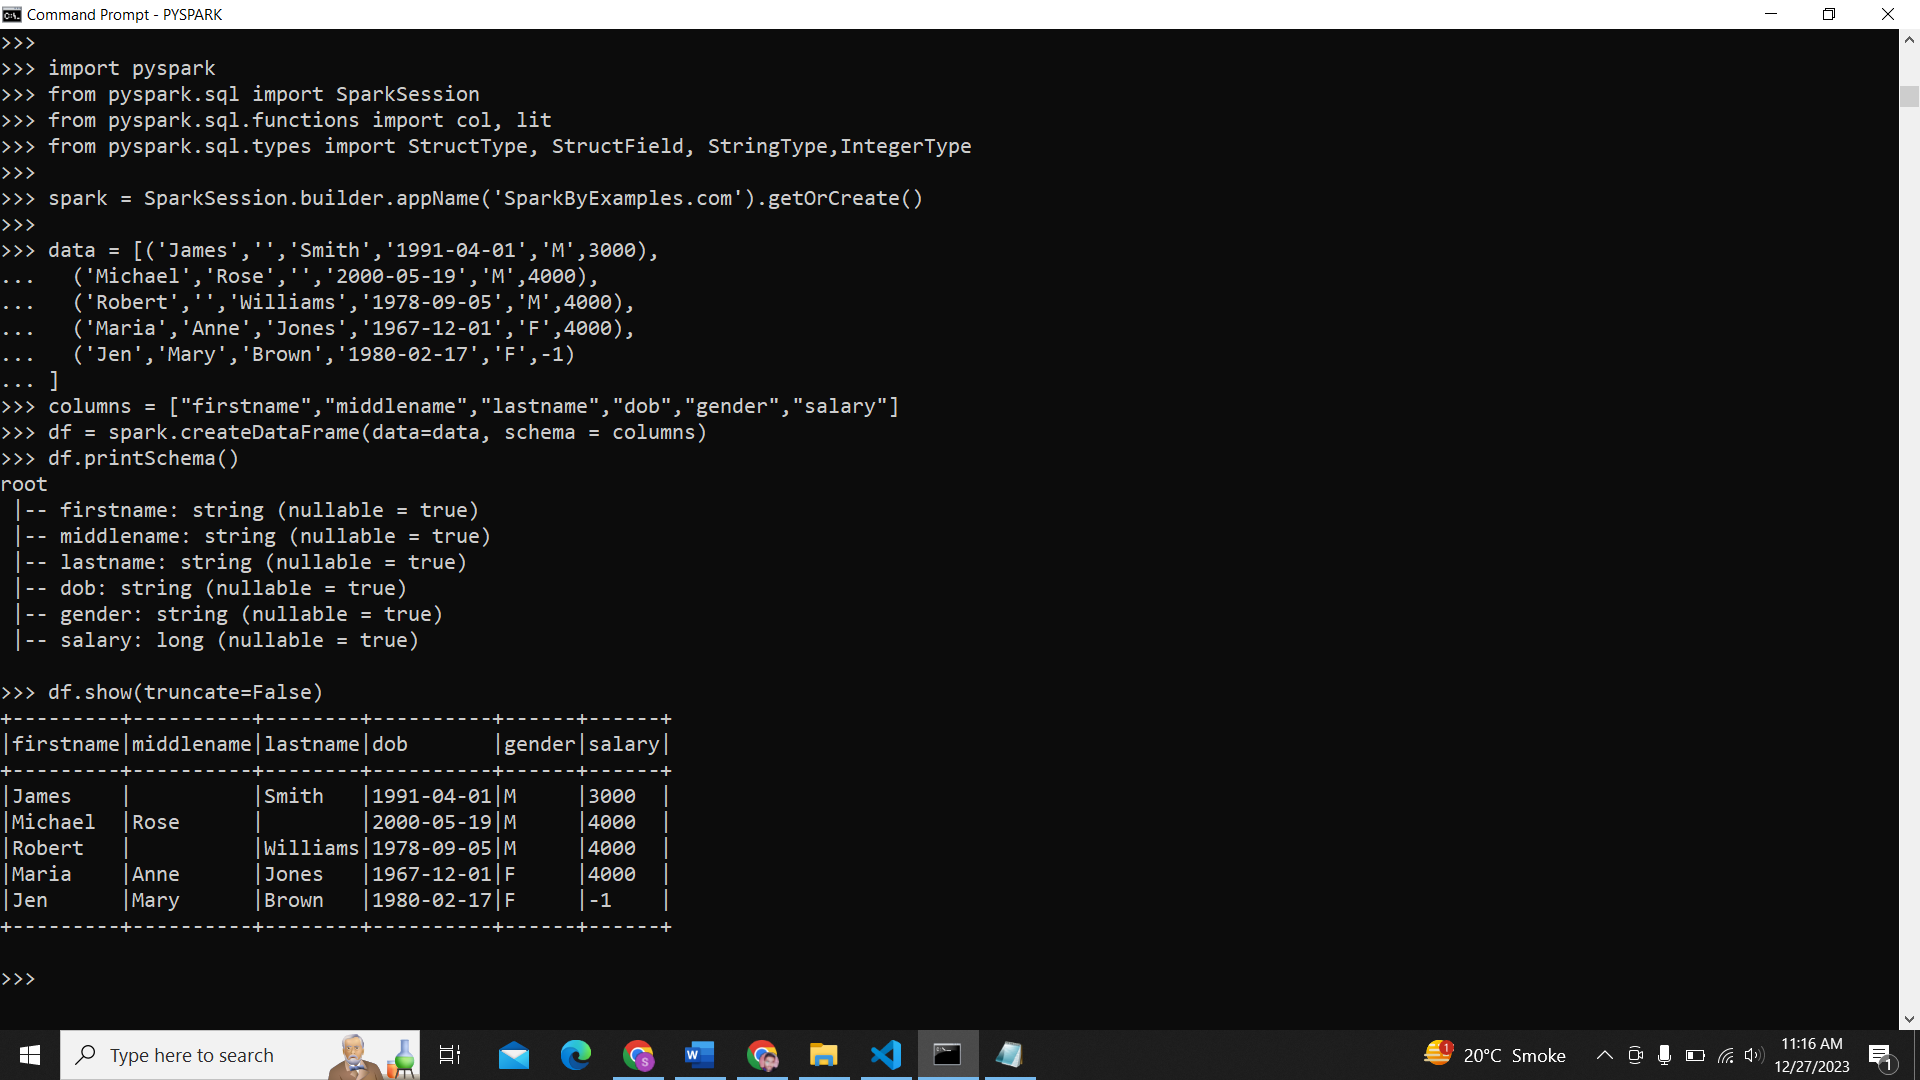 Command Prompt - PYSPARK
>>>
>>> import pyspark
>>> from pyspark.sql import SparkSession
>>> from pyspark.sql.functions import col, lit
>>> from pyspark.sql.types import StructType, StructField, StringType,IntegerType
>>>
>>> spark = SparkSession.builder.appName('SparkByExamples.com').getOrCreate()
>>>
>>> data = [('James','','Smith','1991-04-01','M',3000),
...   ('Michael','Rose','','2000-05-19','M',4000),
...   ('Robert','','Williams','1978-09-05','M',4000),
...   ('Maria','Anne','Jones','1967-12-01','F',4000),
...   ('Jen','Mary','Brown','1980-02-17','F',-1)
... ]
>>> columns = ["firstname","middlename","lastname","dob","gender","salary"]
>>> df = spark.createDataFrame(data=data, schema = columns)
>>> df.printSchema()
root
 |-- firstname: string (nullable = true)
 |-- middlename: string (nullable = true)
 |-- lastname: string (nullable = true)
 |-- dob: string (nullable = true)
 |-- gender: string (nullable = true)
 |-- salary: long (nullable = true)
>>> df.show(truncate=False)
+---------+----------+--------+----------+------+------+
|firstname|middlename|lastname|dob       |gender|salary|
+---------+----------+--------+----------+------+------+
|James    |          |Smith   |1991-04-01|M     |3000  |
|Michael  |Rose      |        |2000-05-19|M     |4000  |
|Robert   |          |Williams|1978-09-05|M     |4000  |
|Maria    |Anne      |Jones   |1967-12-01|F     |4000  |
|Jen      |Mary      |Brown   |1980-02-17|F     |-1    |
+---------+----------+--------+----------+------+------+
>>>
Type here to search
1
20°C Smoke
11:16 AM
12/27/2023
1